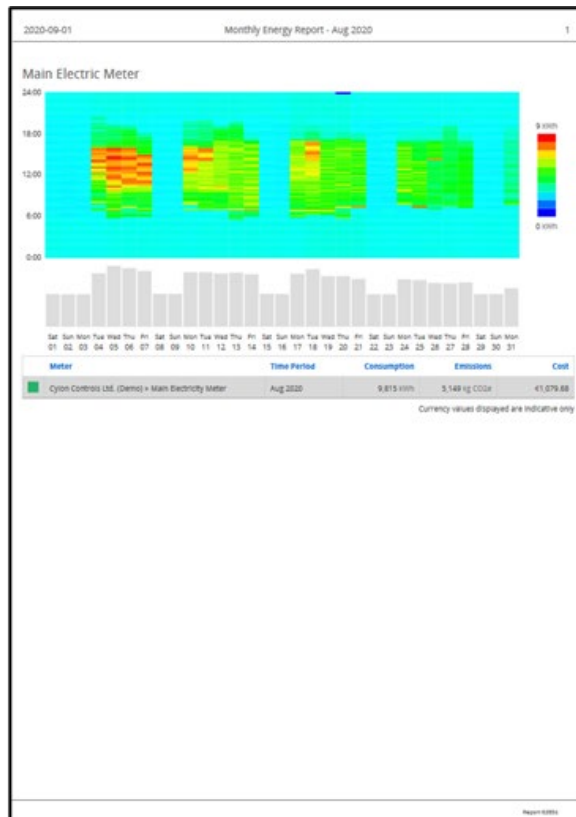 2020-09-01 Monthly Energy Report - Aug 2020 1
Main Electric Meter
24:00
18:00
12:00
6:00
0:00
9 kWh
0 kWh
Sat Sun Mon Tue Wed Thu Fri Sat Sun Mon Tue Wed Thu Fri Sat Sun Mon Tue Wed Thu Fri Sat Sun Mon Tue Wed Thu Fri Sat Sun Mon
01 02 03 04 05 06 07 08 09 10 11 12 13 14 15 16 17 18 19 20 21 22 23 24 25 26 27 28 29 30 31
Meter Time Period Consumption Emissions Cost
Cylon Controls Ltd. (Demo) » Main Electricity Meter Aug 2020 9,615 kWh kg CO2e
Currency values displayed are indicative only
Report